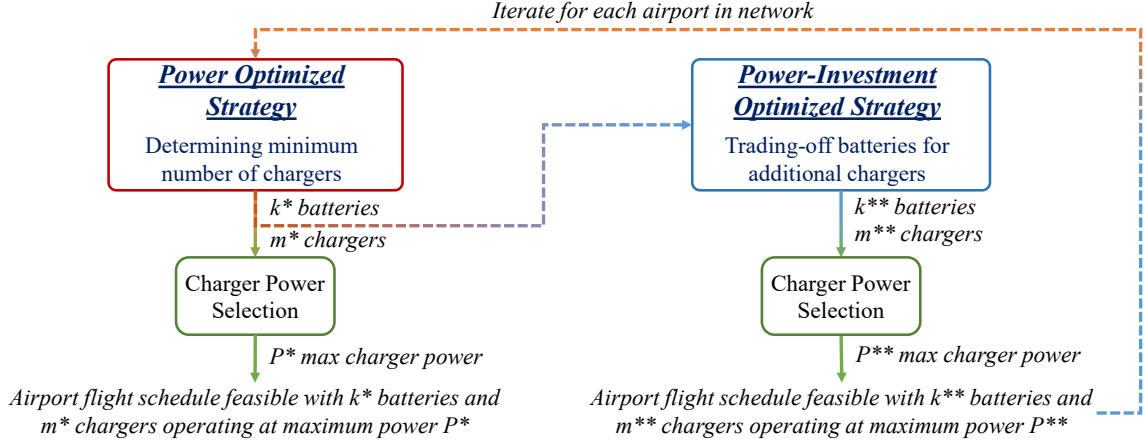 Iterate for each airport in network
Power Optimized
Strategy
Determining minimum
number of chargers
k* batteries
m* chargers
Charger Power
Selection
P* max charger power
Airport flight schedule feasible with k* batteries and
m* chargers operating at maximum power P*
Power-Investment
Optimized Strategy
Trading-off batteries for
additional chargers
k** batteries
m** chargers
Charger Power
Selection
P** max charger power
Airport flight schedule feasible with k** batteries and
m** chargers operating at maximum power P**